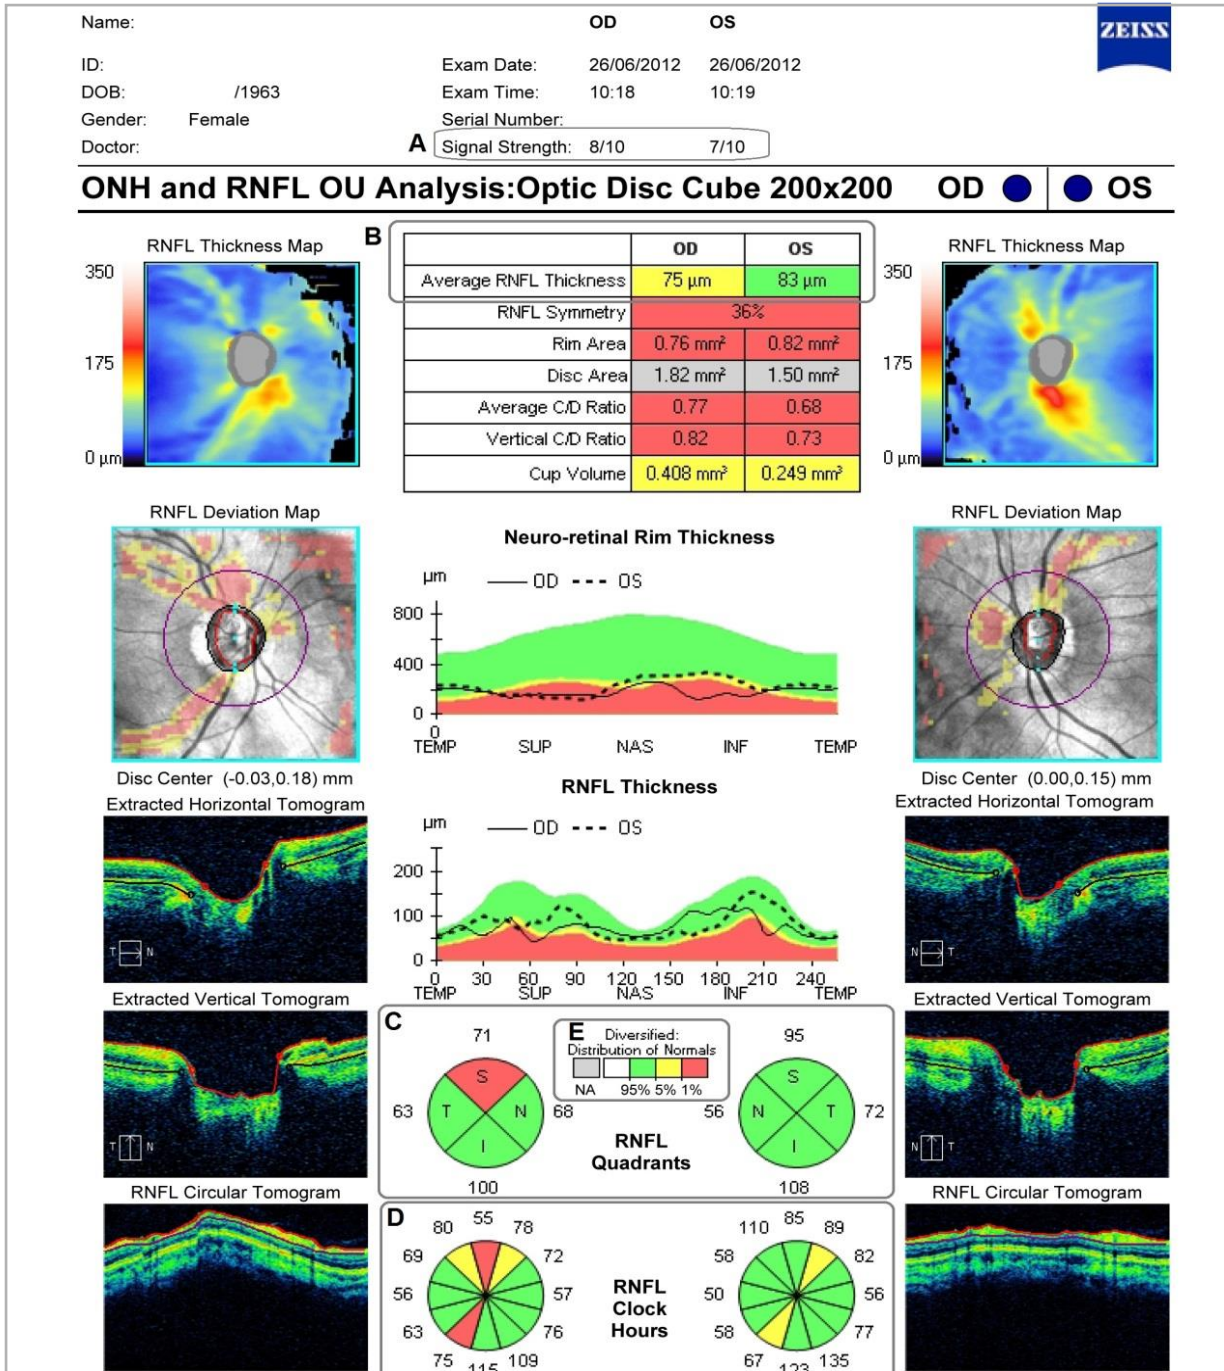 Name: OD OS
ZEISS
ID: Exam Date: 26/06/2012 26/06/2012
DOB: /1963 Exam Time: 10:18 10:19
Gender: Female Serial Number:
Doctor: A Signal Strength: 8/10 7/10
ONH and RNFL OU Analysis:Optic Disc Cube 200x200 OD OS
RNFL Thickness Map
350
175
0 µm
B
OD OS
Average RNFL Thickness 75 µm 83 µm
RNFL Symmetry 36%
Rim Area 0.76 mm² 0.82 mm²
Disc Area 1.82 mm² 1.50 mm²
Average C/D Ratio 0.77 0.68
Vertical C/D Ratio 0.82 0.73
Cup Volume 0.408 mm³ 0.249 mm³
RNFL Thickness Map
350
175
0 µm
RNFL Deviation Map
Disc Center (-0.03,0.18) mm
Neuro-retinal Rim Thickness
µm OD OS
800
400
0
0
TEMP SUP NAS INF TEMP
RNFL Deviation Map
Disc Center (0.00,0.15) mm
Extracted Horizontal Tomogram
T N
RNFL Thickness
µm OD OS
200
100
0
0 30 60 90 120 150 180 210 240
TEMP SUP NAS INF TEMP
Extracted Horizontal Tomogram
N T
Extracted Vertical Tomogram
T N
C
71
S
63 T N 68
I
100
E Diversified:
Distribution of Normals
NA 95% 5% 1%
RNFL
Quadrants
95
S
56 N T 72
I
108
Extracted Vertical Tomogram
N T
RNFL Circular Tomogram
D
80 55 78
69 72
56 57
63 76
75 115 109
RNFL
Clock
Hours
110 85 89
58 82
50 56
58 77
67 123 135
RNFL Circular Tomogram